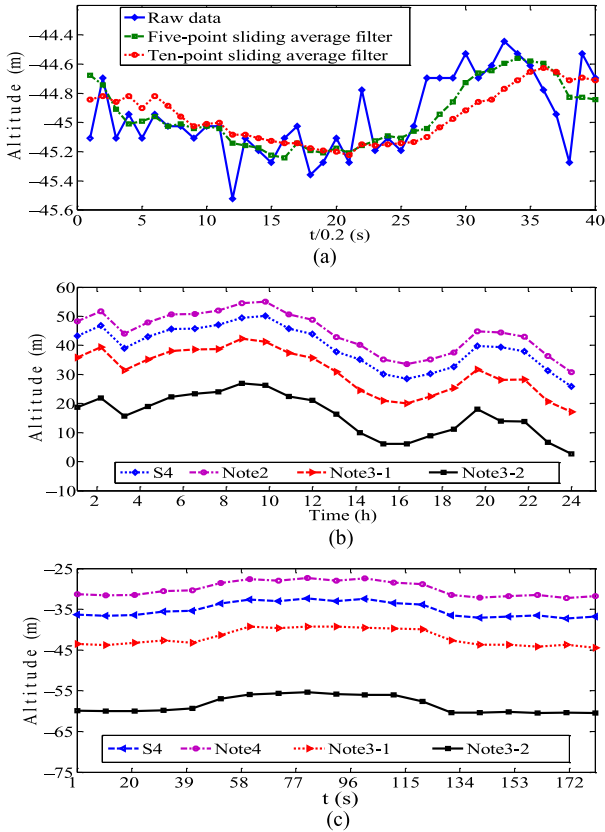 Raw data
Five-point sliding average filter
Ten-point sliding average filter
Altitude (m)
−44.4
−44.6
−44.8
−45
−45.2
−45.4
−45.6
0 5 10 15 20 25 30 35 40
t/0.2 (s)
(a)
Altitude (m)
60
50
40
30
20
10
0
−10
S4 Note2 Note3-1 Note3-2
2 4 6 8 10 12 14 16 18 20 22 24
Time (h)
(b)
Altitude (m)
−25
−35
−45
−55
−65
−75
S4 Note4 Note3-1 Note3-2
1 20 39 58 77 96 115 134 153 172
t (s)
(c)